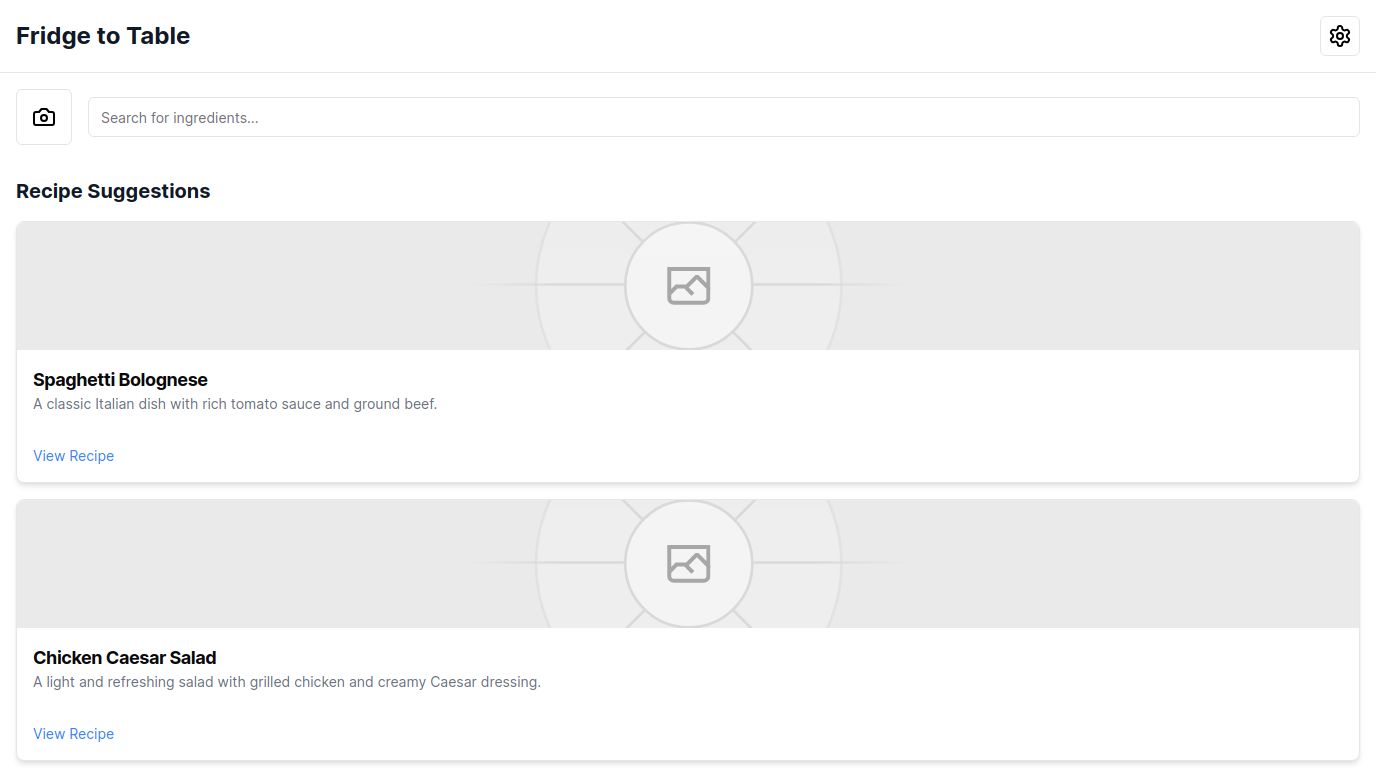 Fridge to Table
Search for ingredients...
Recipe Suggestions
Spaghetti Bolognese
A classic Italian dish with rich tomato sauce and ground beef.
View Recipe
Chicken Caesar Salad
A light and refreshing salad with grilled chicken and creamy Caesar dressing.
View Recipe